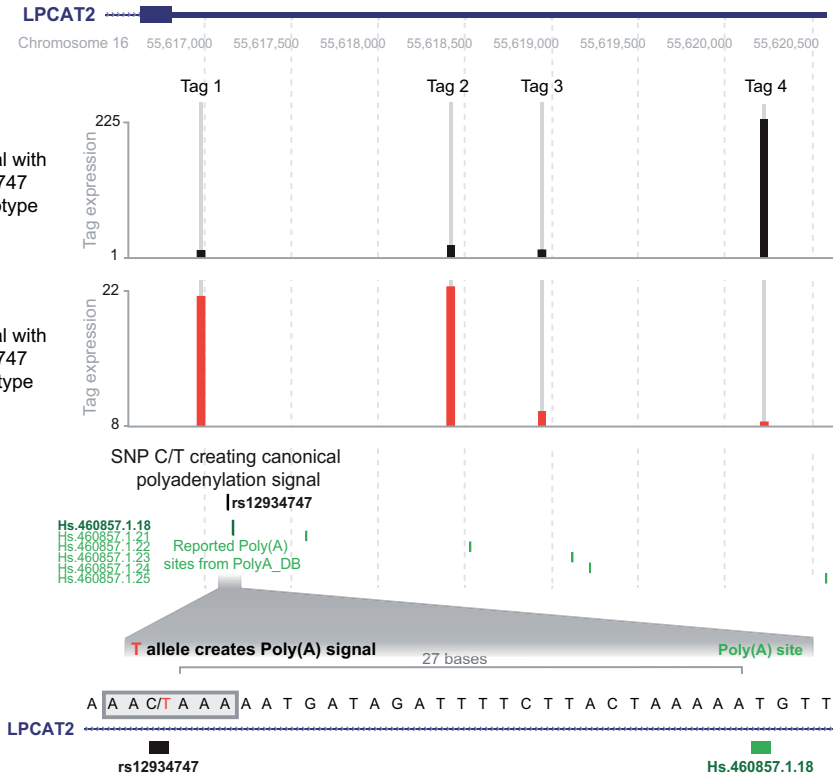 LPCAT2
Chromosome 16 55,617,000 55,617,500 55,618,000 55,618,500 55,619,000 55,619,500 55,620,000 55,620,500
Tag 1 Tag 2 Tag 3 Tag 4
225
al with
747
otype
Tag expression
1
22
al with
747
type
Tag expression
8
SNP C/T creating canonical
polyadenylation signal
rs12934747
Hs.460857.1.18
Hs.460857.1.21
Hs.460857.1.22
Hs.460857.1.23
Hs.460857.1.24
Hs.460857.1.25
Reported Poly(A)
sites from PolyA_DB
T allele creates Poly(A) signal
Poly(A) site
27 bases
A A A C/T A A A A A T G A T A G A T T T T C T T A C T A A A A A T G T T
LPCAT2
rs12934747
Hs.460857.1.18